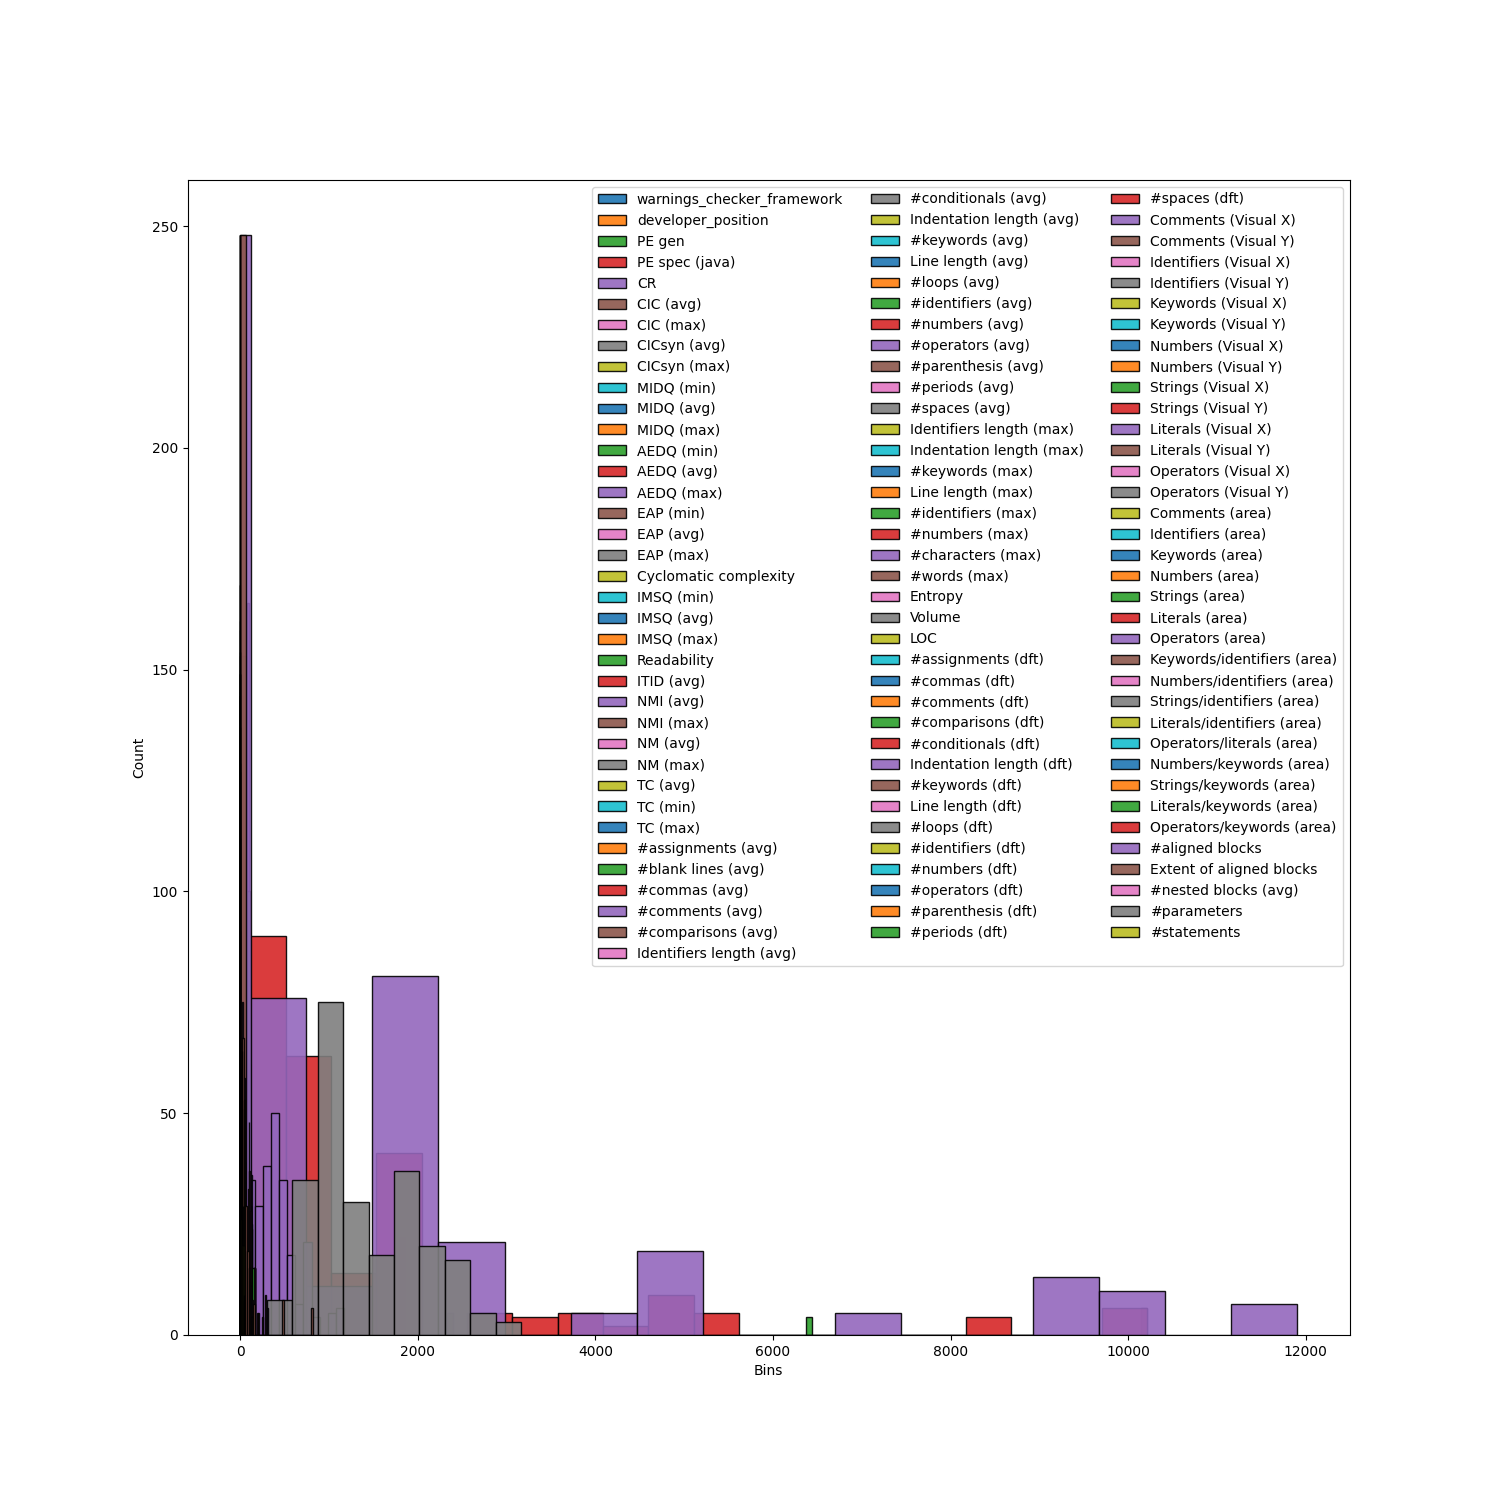 250
200
150
100
50
0
Count
warnings_checker_framework
developer_position
PE gen
PE spec (java)
CR
CIC (avg)
CIC (max)
CICsyn (avg)
CICsyn (max)
MIDQ (min)
MIDQ (avg)
MIDQ (max)
AEDQ (min)
AEDQ (avg)
AEDQ (max)
EAP (min)
EAP (avg)
EAP (max)
Cyclomatic complexity
IMSQ (min)
IMSQ (avg)
IMSQ (max)
Readability
ITID (avg)
NMI (avg)
NMI (max)
NM (avg)
NM (max)
TC (avg)
TC (min)
TC (max)
#assignments (avg)
#blank lines (avg)
#commas (avg)
#comments (avg)
#comparisons (avg)
Identifiers length (avg)
#conditionals (avg)
Indentation length (avg)
#keywords (avg)
Line length (avg)
#loops (avg)
#identifiers (avg)
#numbers (avg)
#operators (avg)
#parenthesis (avg)
#periods (avg)
#spaces (avg)
Identifiers length (max)
Indentation length (max)
#keywords (max)
Line length (max)
#identifiers (max)
#numbers (max)
#characters (max)
#words (max)
Entropy
Volume
LOC
#assignments (dft)
#commas (dft)
#comments (dft)
#comparisons (dft)
#conditionals (dft)
Indentation length (dft)
#keywords (dft)
Line length (dft)
#loops (dft)
#identifiers (dft)
#numbers (dft)
#operators (dft)
#parenthesis (dft)
#periods (dft)
#spaces (dft)
Comments (Visual X)
Comments (Visual Y)
Identifiers (Visual X)
Identifiers (Visual Y)
Keywords (Visual X)
Keywords (Visual Y)
Numbers (Visual X)
Numbers (Visual Y)
Strings (Visual X)
Strings (Visual Y)
Literals (Visual X)
Literals (Visual Y)
Operators (Visual X)
Operators (Visual Y)
Comments (area)
Identifiers (area)
Keywords (area)
Numbers (area)
Strings (area)
Literals (area)
Operators (area)
Keywords/identifiers (area)
Numbers/identifiers (area)
Strings/identifiers (area)
Literals/identifiers (area)
Operators/literals (area)
Numbers/keywords (area)
Strings/keywords (area)
Literals/keywords (area)
Operators/keywords (area)
#aligned blocks
Extent of aligned blocks
#nested blocks (avg)
#parameters
#statements
0 2000 4000 6000 8000 10000 12000
Bins